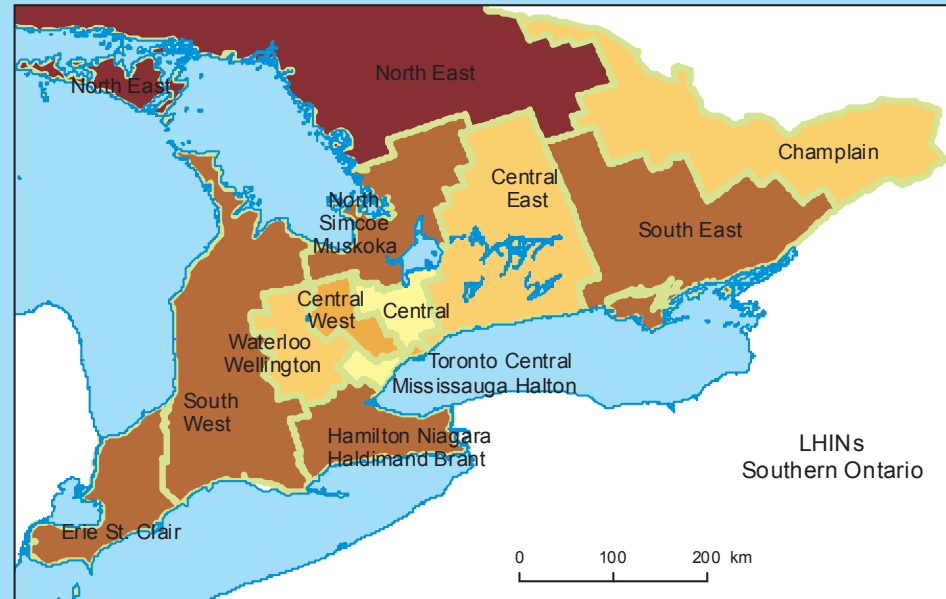 North East
North East
Champlain
Central
East
North
Simcoe
Muskoka
South East
Central
West
Central
Waterloo
Wellington
Toronto Central
Mississauga Halton
South
West
Hamilton Niagara
Haldimand Brant
LHINs
Southern Ontario
Erie St. Clair
0 100 200 km